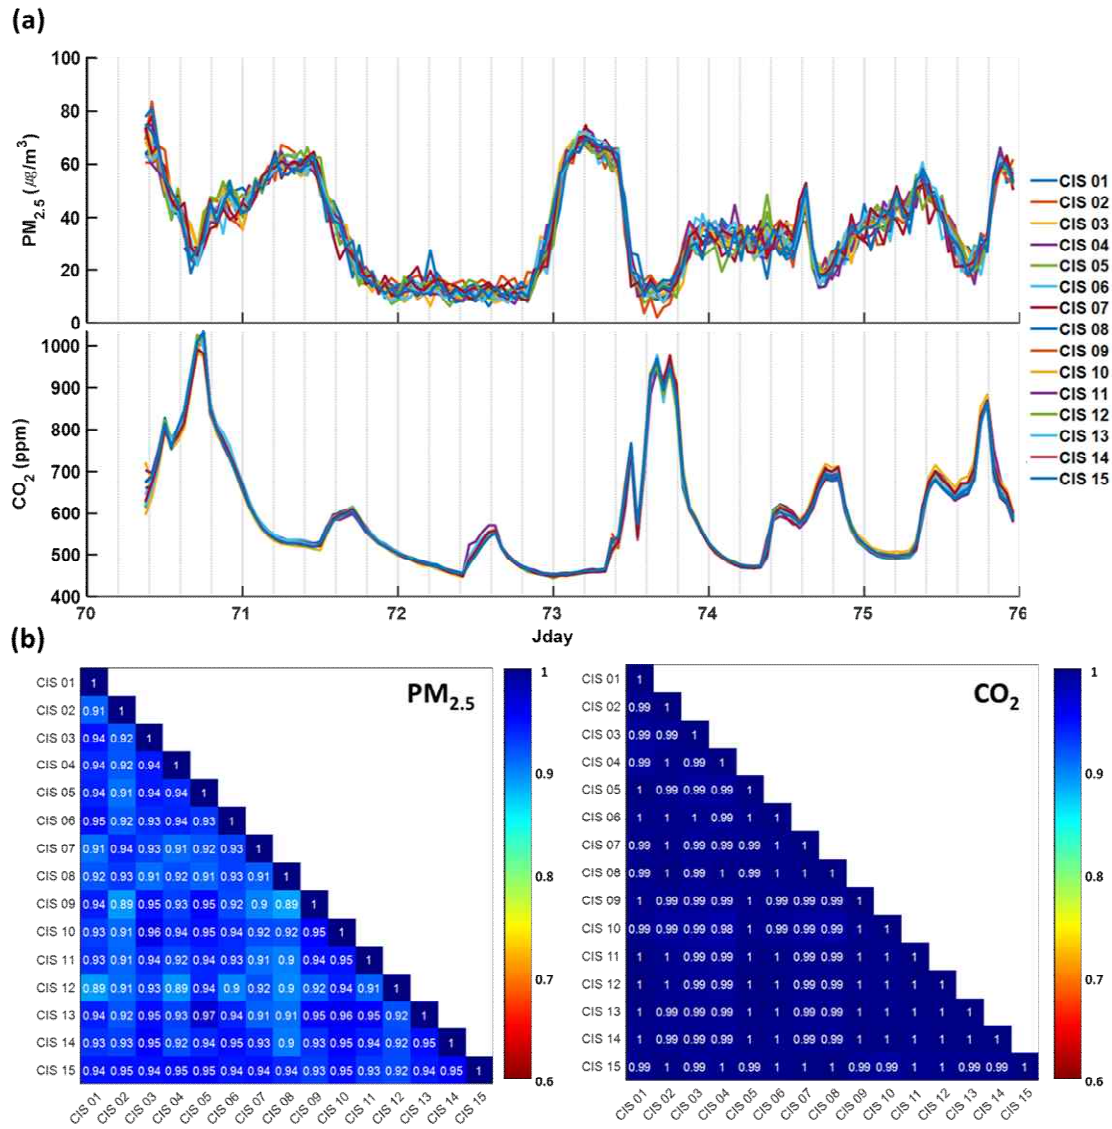 (a)
100
80
60
40
20
0
PM2.5 (㎍/m3)
1000
900
800
700
600
500
400
CO2 (ppm)
70 71 72 73 74 75 76
Jday
CIS 01
CIS 02
CIS 03
CIS 04
CIS 05
CIS 06
CIS 07
CIS 08
CIS 09
CIS 10
CIS 11
CIS 12
CIS 13
CIS 14
CIS 15
(b)
PM2.5
CIS 01 1
CIS 02 0.91 1
CIS 03 0.94 0.92 1
CIS 04 0.94 0.92 0.94 1
CIS 05 0.94 0.91 0.94 0.94 1
CIS 06 0.95 0.92 0.93 0.94 0.93 1
CIS 07 0.91 0.94 0.93 0.91 0.92 0.93 1
CIS 08 0.92 0.93 0.91 0.92 0.91 0.93 0.91 1
CIS 09 0.94 0.89 0.95 0.93 0.95 0.92 0.9 0.89 1
CIS 10 0.93 0.91 0.96 0.94 0.95 0.94 0.92 0.92 0.95 1
CIS 11 0.93 0.91 0.94 0.92 0.94 0.93 0.91 0.9 0.94 0.95 1
CIS 12 0.89 0.91 0.93 0.89 0.94 0.9 0.92 0.9 0.92 0.94 0.91 1
CIS 13 0.94 0.92 0.95 0.93 0.97 0.94 0.91 0.91 0.95 0.96 0.95 0.92 1
CIS 14 0.93 0.93 0.95 0.92 0.94 0.95 0.93 0.9 0.93 0.95 0.94 0.92 0.95 1
CIS 15 0.94 0.95 0.94 0.94 0.94 0.95 0.95 0.94 0.92 0.95 0.93 0.92 0.94 0.95 1
CIS 01 CIS 02 CIS 03 CIS 04 CIS 05 CIS 06 CIS 07 CIS 08 CIS 09 CIS 10 CIS 11 CIS 12 CIS 13 CIS 14 CIS 15
1
0.9
0.8
0.7
0.6
CO2
CIS 01 1
CIS 02 0.99 1
CIS 03 0.99 0.99 1
CIS 04 0.99 1 0.99 1
CIS 05 1 0.99 0.99 0.99 1
CIS 06 1 1 1 0.99 1 1
CIS 07 0.99 1 0.99 0.99 0.99 1 1
CIS 08 0.99 1 0.99 1 0.99 1 1 1
CIS 09 1 0.99 0.99 0.99 1 0.99 0.99 0.99 1
CIS 10 0.99 0.99 0.99 0.98 1 0.99 0.99 0.99 1 1
CIS 11 1 1 0.99 0.99 1 1 0.99 0.99 1 1 1
CIS 12 1 1 0.99 0.99 1 1 0.99 0.99 1 1 1 1
CIS 13 1 0.99 0.99 0.99 1 1 0.99 0.99 1 1 1 1 1
CIS 14 1 0.99 0.99 0.99 1 1 0.99 0.99 1 1 1 1 1 1
CIS 15 0.99 1 0.99 1 0.99 1 1 1 0.99 0.99 1 1 0.99 0.99 1
CIS 01 CIS 02 CIS 03 CIS 04 CIS 05 CIS 06 CIS 07 CIS 08 CIS 09 CIS 10 CIS 11 CIS 12 CIS 13 CIS 14 CIS 15
1
0.9
0.8
0.7
0.6